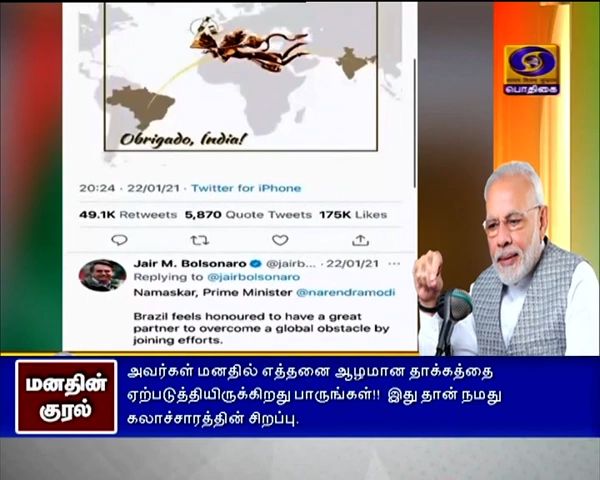 Obrigado, India!
20:24 · 22/01/21 · Twitter for iPhone
49.1K Retweets 5,870 Quote Tweets 175K Likes
Jair M. Bolsonaro @jairb... · 22/01/21 ...
Replying to @jairbolsonaro
Namaskar, Prime Minister @narendramodi
Brazil feels honoured to have a great
partner to overcome a global obstacle by
joining efforts.
பொதிகை
மனதின்
குரல்
அவர்கள் மனதில் எத்தனை ஆழமான தாக்கத்தை
ஏற்படுத்தியிருக்கிறது பாருங்கள்!! இது தான் நமது
கலாச்சாரத்தின் சிறப்பு.